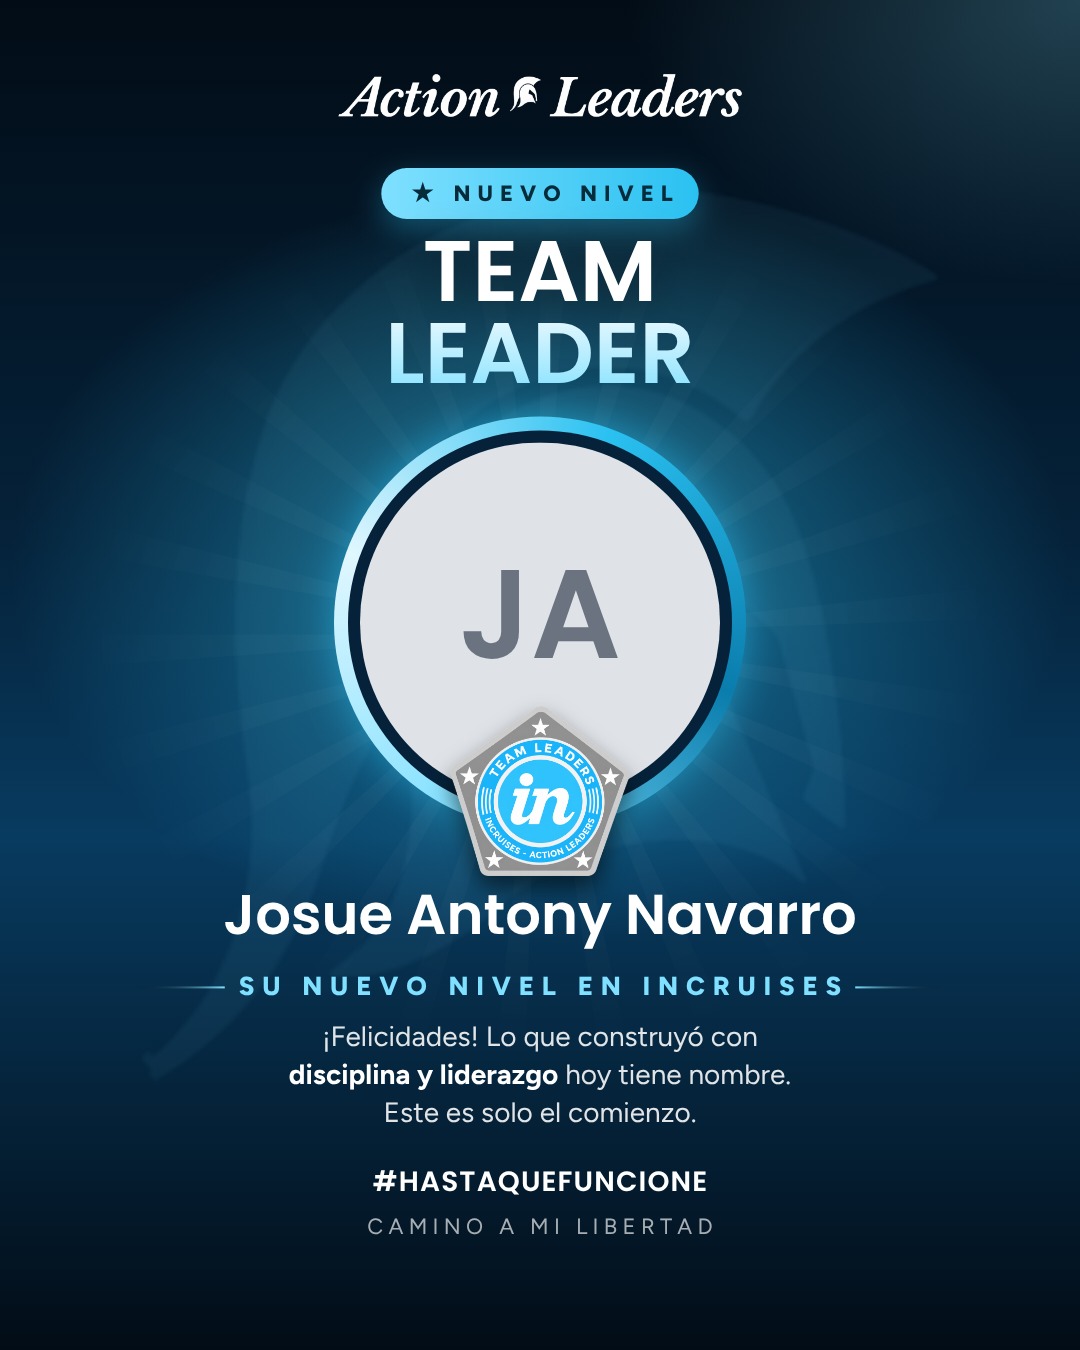 Action Leaders
★ NUEVO NIVEL
TEAM
LEADER
JA
TEAM LEADERS
in
INCRUISES - ACTION LEADERS
Josue Antony Navarro
SU NUEVO NIVEL EN INCRUISES
¡Felicidades! Lo que construyó con
disciplina y liderazgo hoy tiene nombre.
Este es solo el comienzo.
#HASTAQUEFUNCIONE
CAMINO A MI LIBERTAD